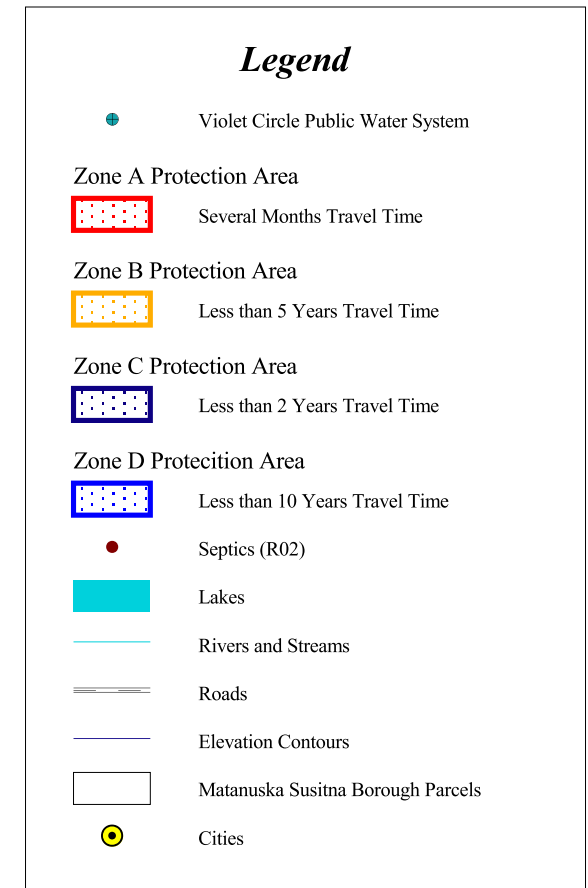 Legend
Violet Circle Public Water System
Zone A Protection Area
Several Months Travel Time
Zone B Protection Area
Less than 5 Years Travel Time
Zone C Protection Area
Less than 2 Years Travel Time
Zone D Protecition Area
Less than 10 Years Travel Time
Septics (R02)
Lakes
Rivers and Streams
Roads
Elevation Contours
Matanuska Susitna Borough Parcels
Cities